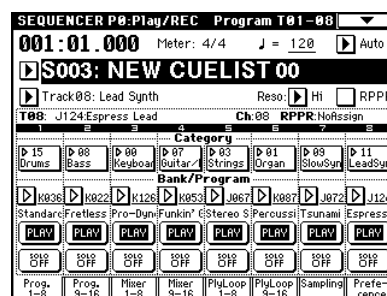 SEQUENCER P0:Play/REC Program T01-08
001:01.000 Meter: 4/4 ♩ = 120 Auto
S003: NEW CUELIST 00
Track08: Lead Synth Reso: Hi RPP
T08: J124:Espress Lead Ch:08 RPPR:NoAssign
1 2 3 4 5 6 7 8
Category
15 08 00 07 03 01 09 11
Drums Bass Keyboar Guitar/ Strings Organ SlowSyn LeadSy
Bank/Program
K036 K022 K126 K053 J067 K087 J072 J12
Standard Fretless Pro-Dyn Funkin' Stereo S Percussi Tsunami Espress
PLAY PLAY PLAY PLAY PLAY PLAY PLAY PLAY
SOLO SOLO SOLO SOLO SOLO SOLO SOLO SOLO
OFF OFF OFF OFF OFF OFF OFF OFF
Prog. Prog. Mixer Mixer PlyLoop PlyLoop Sampling Prefe
1-8 9-16 1-8 9-16 1-8 9-16 rence